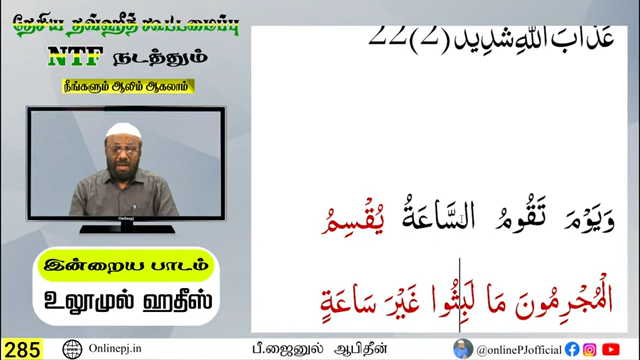 தேசிய தவ்ஹீத் கூட்டமைப்பு
NTF நடத்தும்
நீங்களும் ஆலிம் ஆகலாம்
Onlinepj
இன்றைய பாடம்
உலூமுல் ஹதீஸ்
عَذَابَ اللَّهِ شَدِيد (2) 22
وَيَوْمَ تَقُومُ السَّاعَةُ يُقْسِمُ
الْمُجْرِمُونَ مَا لَبِثُوا غَيْرَ سَاعَةٍ
285
Onlinepj.in
பீ.ஜைனுல் ஆபிதீன்
@onlinePJofficial